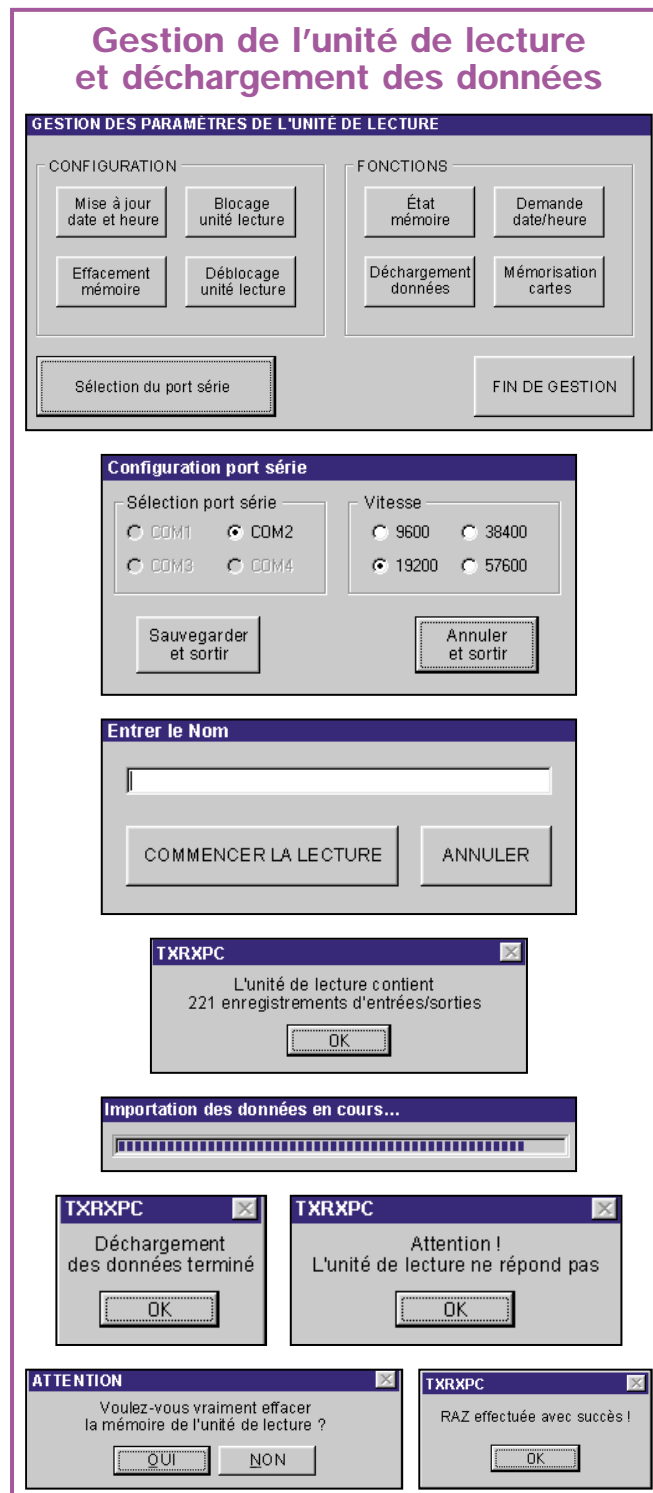 Gestion de l'unité de lecture
et déchargement des données
GESTION DES PARAMÈTRES DE L'UNITÉ DE LECTURE
CONFIGURATION
Mise à jour
date et heure
Blocage
unité lecture
Effacement
mémoire
Déblocage
unité lecture
FONCTIONS
État
mémoire
Demande
date/heure
Déchargement
données
Mémorisation
cartes
Sélection du port série
FIN DE GESTION
Configuration port série
Sélection port série
COM1
COM2
COM3
COM4
Vitesse
9600
38400
19200
57600
Sauvegarder
et sortir
Annuler
et sortir
Entrer le Nom
COMMENCER LA LECTURE
ANNULER
TXRXPC
L'unité de lecture contient
221 enregistrements d'entrées/sorties
OK
Importation des données en cours...
TXRXPC
Déchargement
des données terminé
OK
TXRXPC
Attention !
L'unité de lecture ne répond pas
OK
ATTENTION
Voulez-vous vraiment effacer
la mémoire de l'unité de lecture ?
OUI
NON
TXRXPC
RAZ effectuée avec succès !
OK